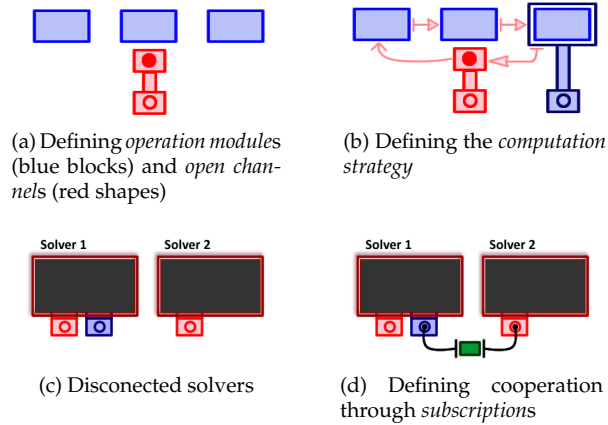 (a) Defining operation modules
(blue blocks) and open chan-
nels (red shapes)
(b) Defining the computation
strategy
Solver 1
Solver 2
(c) Disconected solvers
Solver 1
Solver 2
(d) Defining cooperation
through subscriptions